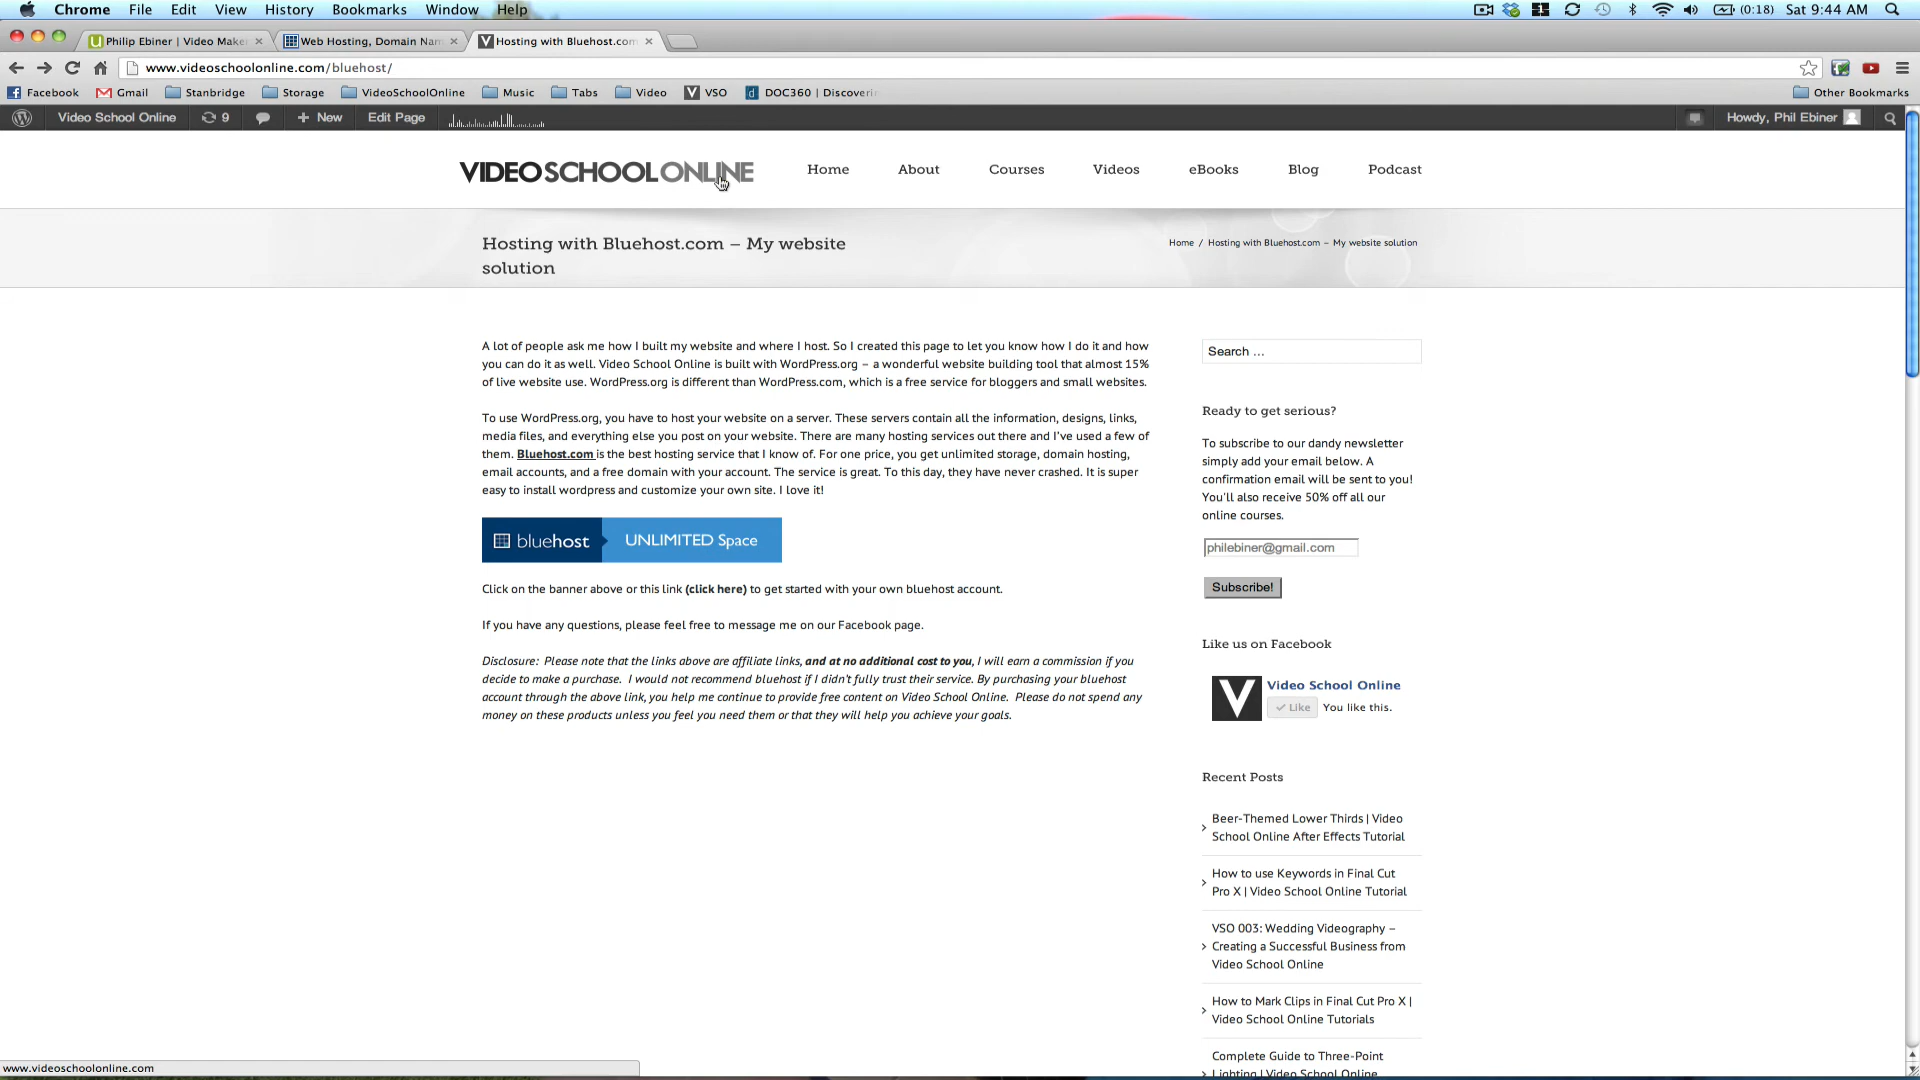 Chrome File Edit View History Bookmarks Window Help (0:18) Sat 9:44 AM
Philip Ebiner | Video Make Web Hosting, Domain Nam Hosting with Bluehost.com
www.videoschoolonline.com/bluehost/
Facebook Gmail Stanbridge Storage VideoSchoolOnline Music Tabs Video VSO DOC360 | Discoverin Other Bookmarks
Video School Online 9 New Edit Page Howdy, Phil Ebiner
VIDEOSCHOOLONLINE Home About Courses Videos eBooks Blog Podcast
Hosting with Bluehost.com – My website
solution
Home / Hosting with Bluehost.com – My website solution
A lot of people ask me how I built my website and where I host. So I created this page to let you know how I do it and how
you can do it as well. Video School Online is built with WordPress.org – a wonderful website building tool that almost 15%
of live website use. WordPress.org is different than WordPress.com, which is a free service for bloggers and small websites.
To use WordPress.org, you have to host your website on a server. These servers contain all the information, designs, links,
media files, and everything else you post on your website. There are many hosting services out there and I've used a few of
them. Bluehost.com is the best hosting service that I know of. For one price, you get unlimited storage, domain hosting,
email accounts, and a free domain with your account. The service is great. To this day, they have never crashed. It is super
easy to install wordpress and customize your own site. I love it!
bluehost UNLIMITED Space
Click on the banner above or this link (click here) to get started with your own bluehost account.
If you have any questions, please feel free to message me on our Facebook page.
Disclosure: Please note that the links above are affiliate links, and at no additional cost to you, I will earn a commission if you
decide to make a purchase. I would not recommend bluehost if I didn't fully trust their service. By purchasing your bluehost
account through the above link, you help me continue to provide free content on Video School Online. Please do not spend any
money on these products unless you feel you need them or that they will help you achieve your goals.
Search ...
Ready to get serious?
To subscribe to our dandy newsletter
simply add your email below. A
confirmation email will be sent to you!
You'll also receive 50% off all our
online courses.
philebiner@gmail.com
Subscribe!
Like us on Facebook
V Video School Online
Like You like this.
Recent Posts
Beer-Themed Lower Thirds | Video
School Online After Effects Tutorial
How to use Keywords in Final Cut
Pro X | Video School Online Tutorial
VSO 003: Wedding Videography –
Creating a Successful Business from
Video School Online
How to Mark Clips in Final Cut Pro X |
Video School Online Tutorials
Complete Guide to Three-Point
Lighting | Video School Online
www.videoschoolonline.com